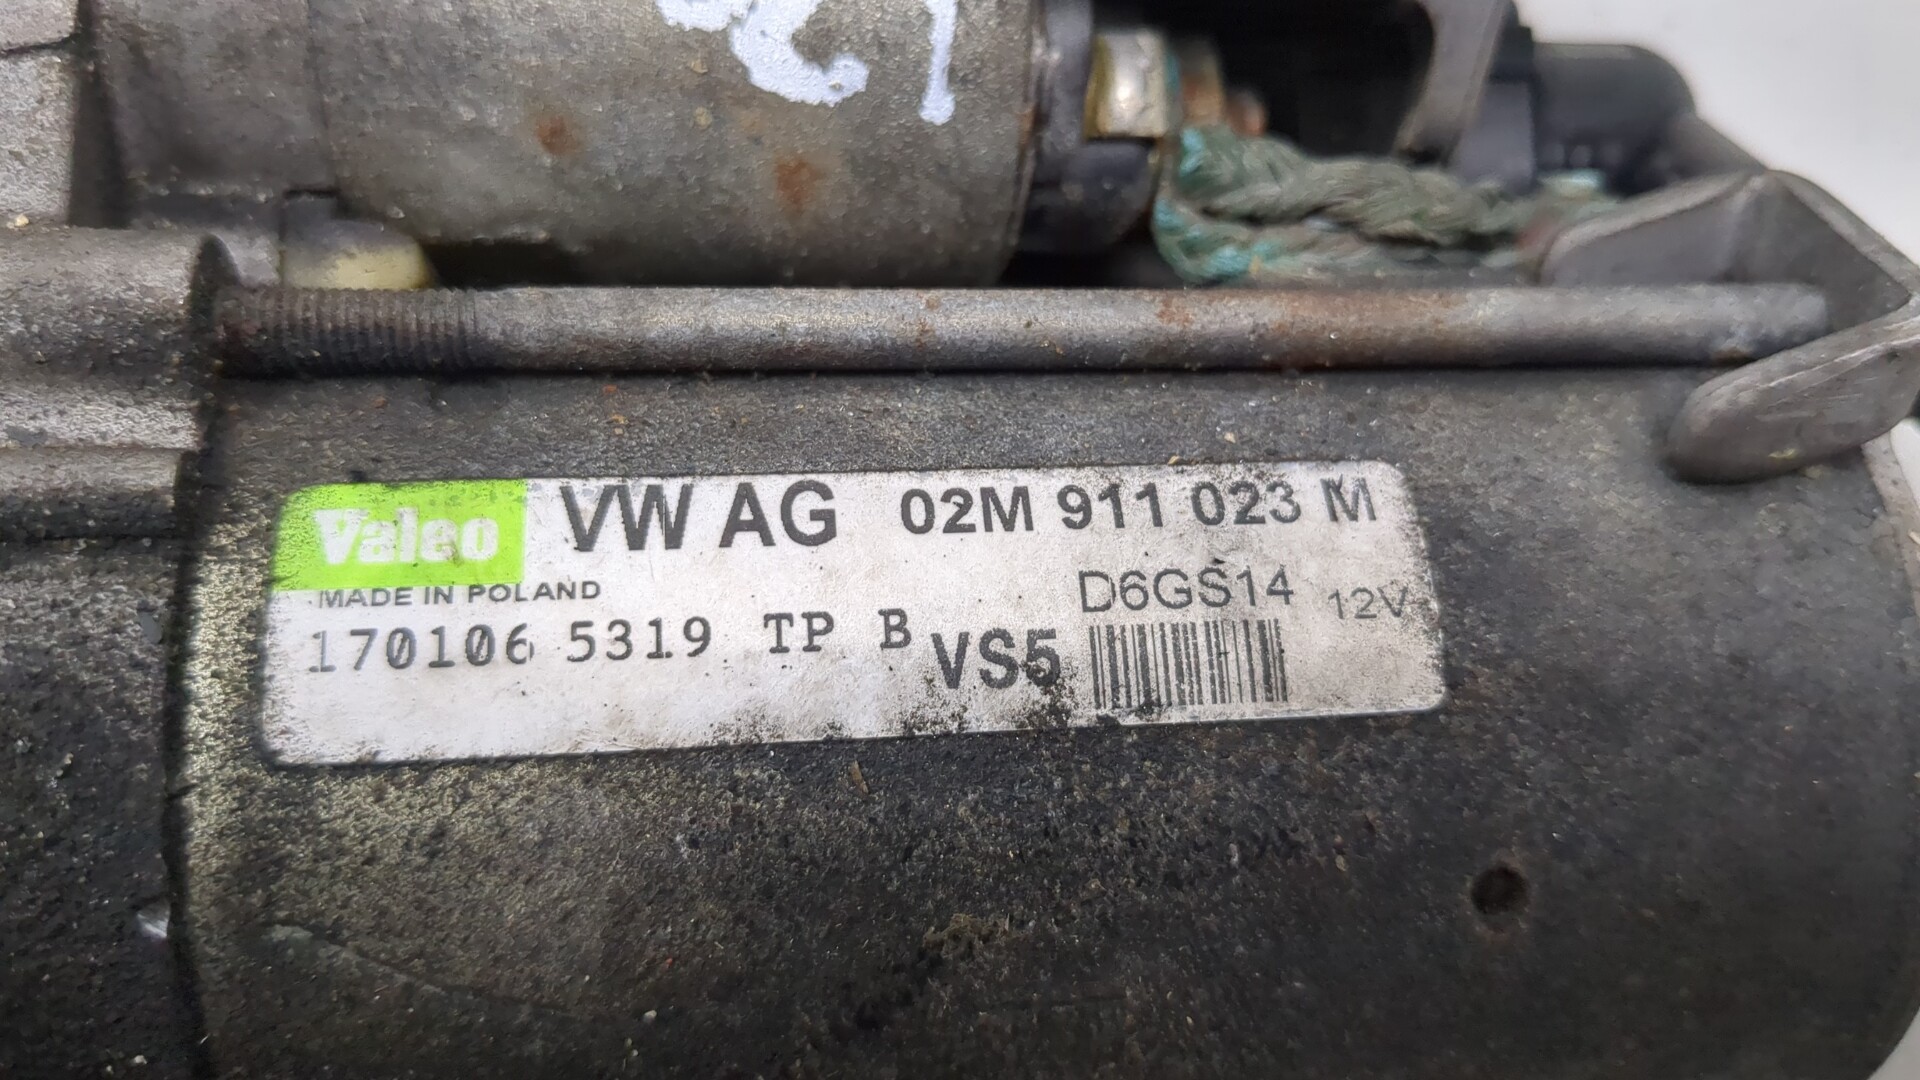 Valeo VW AG 02M 911 023 M
MADE IN POLAND D6GS14 12V
170106 5319 TP B VS5